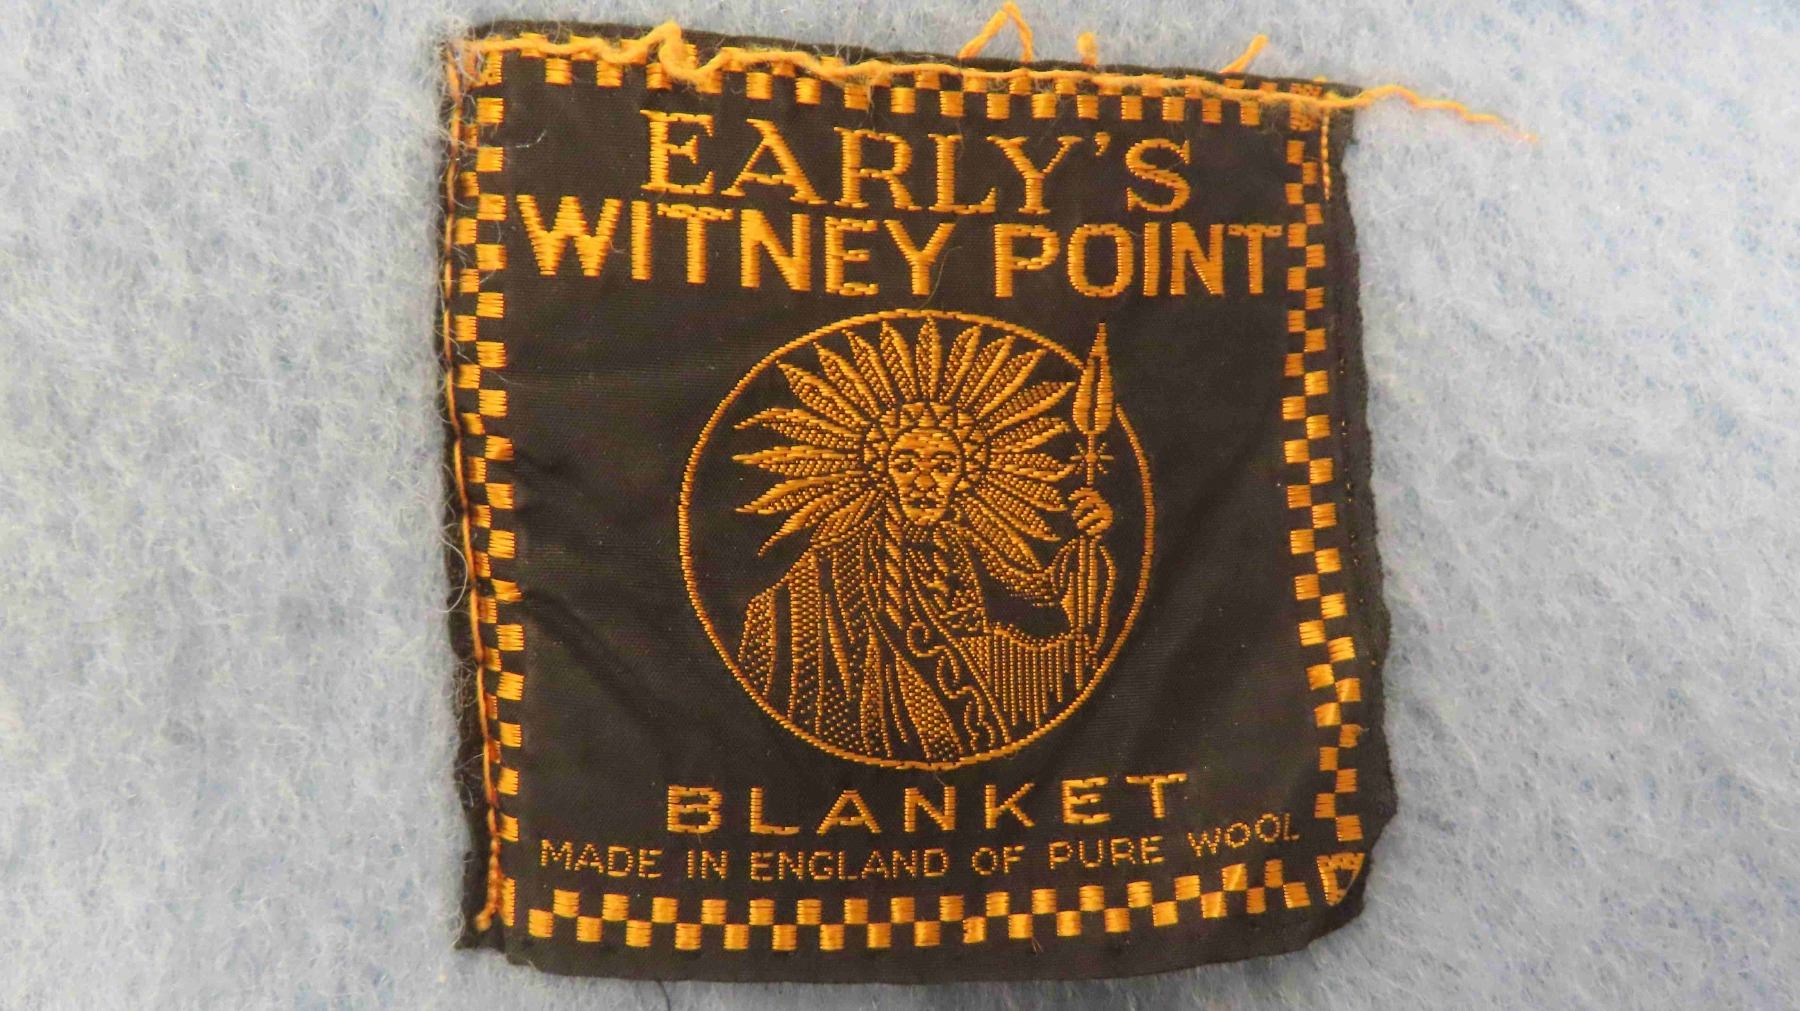 EARLY'S
WITNEY POINT
BLANKET
MADE IN ENGLAND OF PURE WOOL